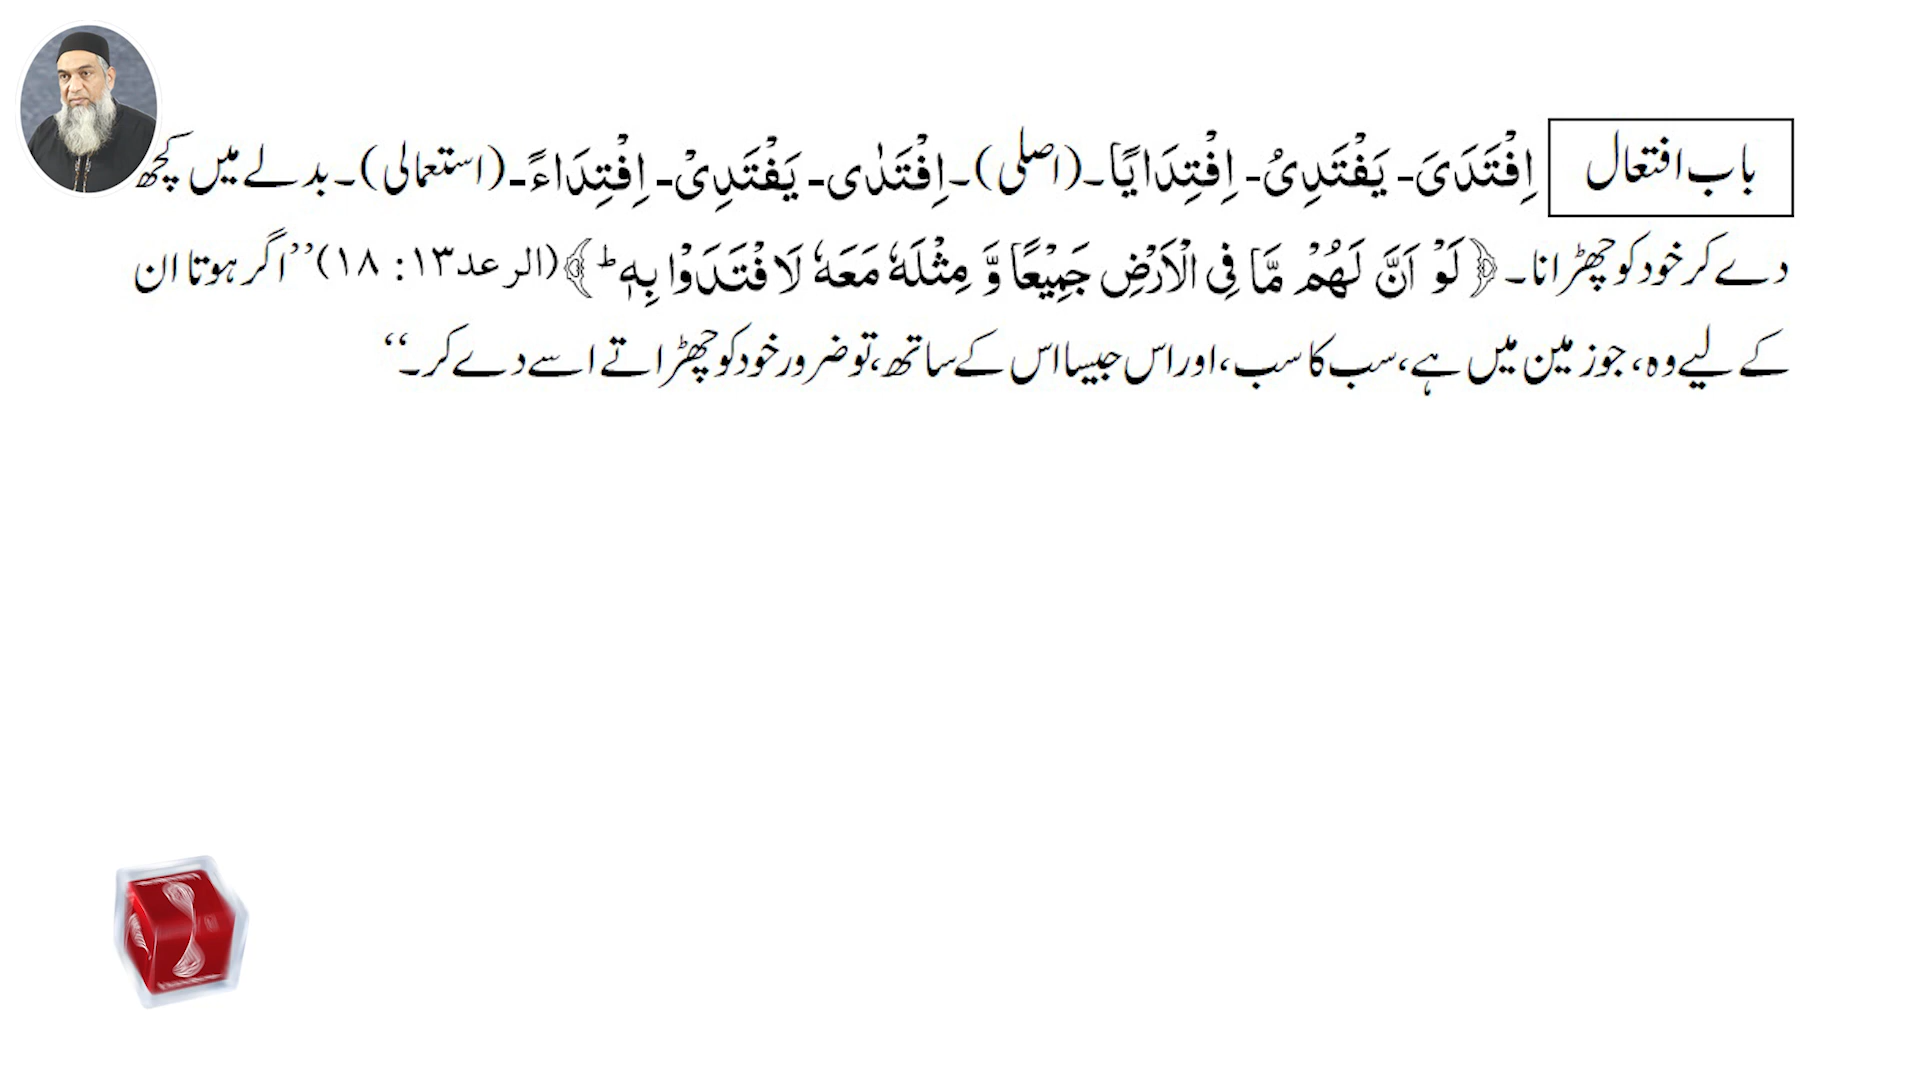 باب افتعال اِفْتَدَیَ۔ یَفْتَدِیُ۔ اِفْتِدَایًا۔(اصلی)۔اِفْتَدٰی۔ یَفْتَدِیْ۔ اِفْتِدَاءً۔(استعمالی)۔بدلے میں کچھ
دے کر خود کو چھڑانا۔﴿لَوْ اَنَّ لَهُمْ مَّا فِی الْاَرْضِ جَمِیْعًا وَّ مِثْلَهٗ مَعَهٗ لَا فْتَدَوْا بِهٖ ؕ﴾(الرعد۱۳: ۱۸)’’اگر ہوتا ان
کے لیے وہ، جو زمین میں ہے، سب کا سب، اور اس جیسا اس کے ساتھ، تو ضرور خود کو چھڑاتے اسے دے کر۔‘‘